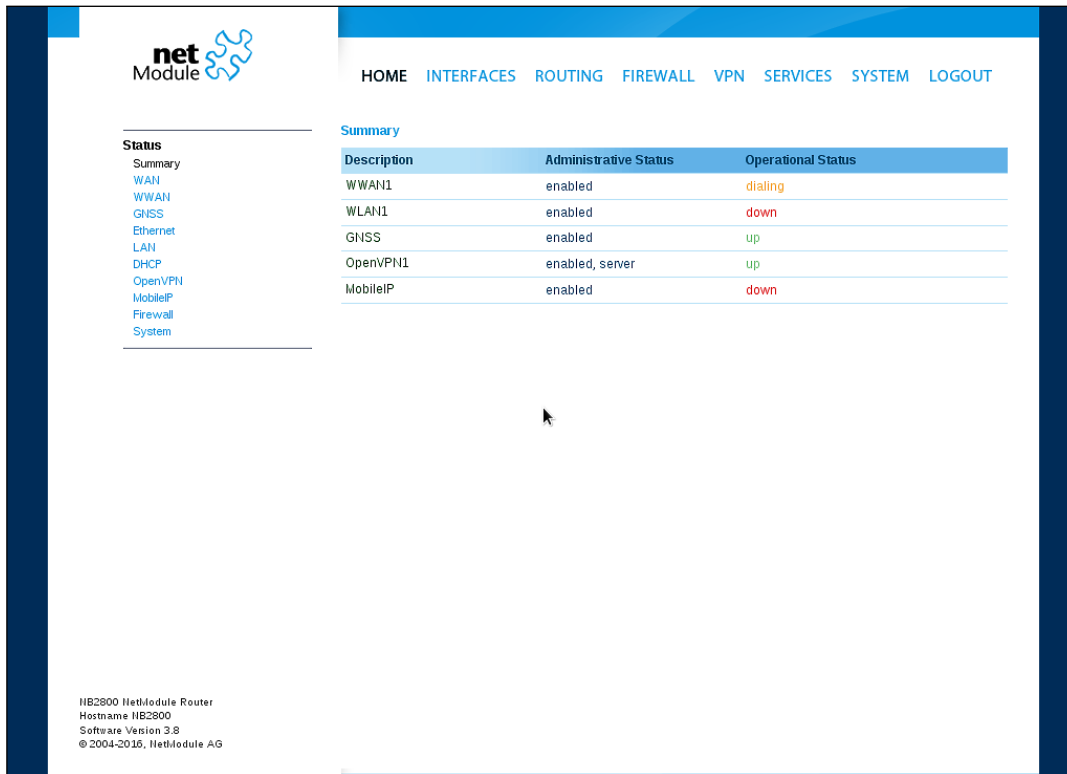 net
Module
HOME INTERFACES ROUTING FIREWALL VPN SERVICES SYSTEM LOGOUT
Status
Summary
WAN
WWAN
GNSS
Ethernet
LAN
DHCP
OpenVPN
MobileIP
Firewall
System
Summary
Description Administrative Status Operational Status
WWAN1 enabled dialing
WLAN1 enabled down
GNSS enabled up
OpenVPN1 enabled, server up
MobileIP enabled down
NB2800 NetModule Router
Hostname NB2800
Software Version 3.8
© 2004-2016, NetModule AG